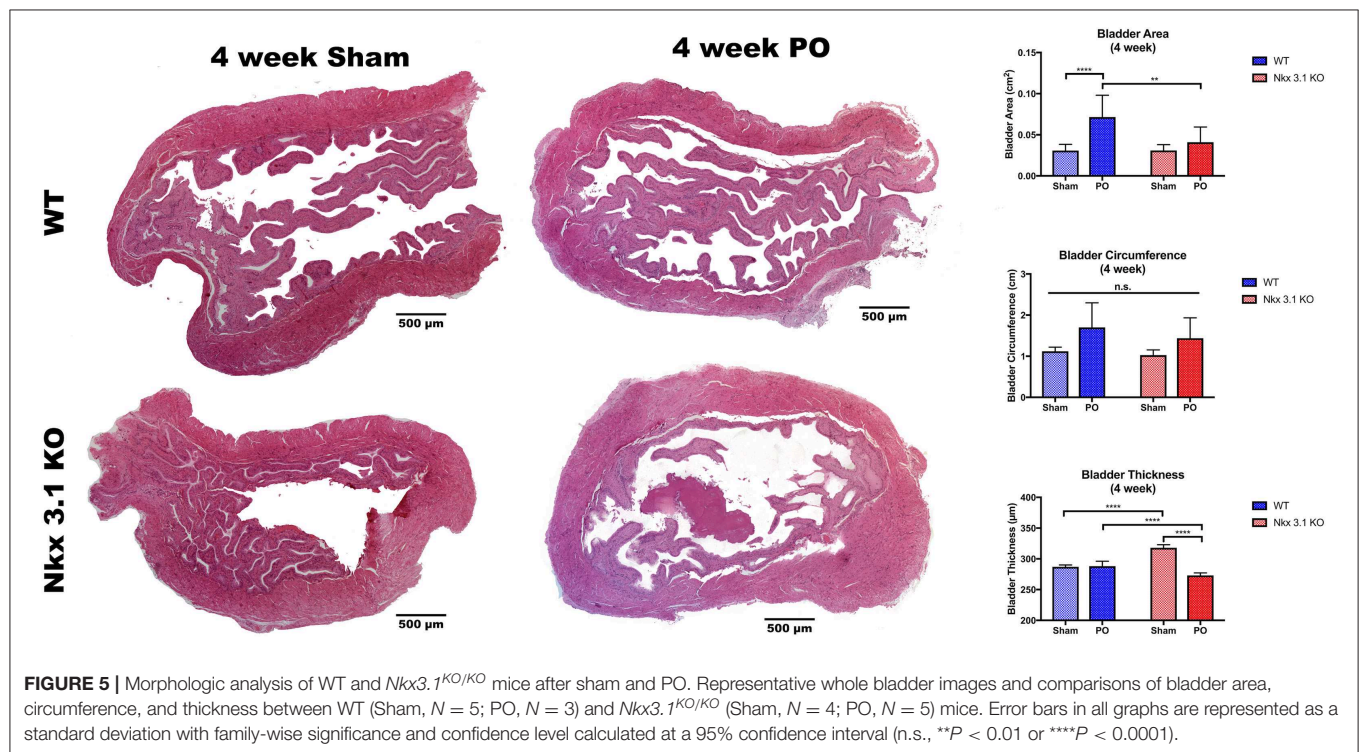 4 week Sham
4 week PO
WT
500 µm
500 µm
Nkx 3.1 KO
500 µm
500 µm
Bladder Area
(4 week)
Bladder Area (cm²)
0.15
0.10
0.05
0.00
****
**
Sham
PO
Sham
PO
WT
Nkx 3.1 KO
Bladder Circumference
(4 week)
Bladder Circumference (cm)
3
2
1
0
n.s.
Sham
PO
Sham
PO
WT
Nkx 3.1 KO
Bladder Thickness
(4 week)
Bladder Thickness (µm)
400
350
300
250
200
****
****
****
Sham
PO
Sham
PO
WT
Nkx 3.1 KO
FIGURE 5 | Morphologic analysis of WT and Nkx3.1KO/KO mice after sham and PO. Representative whole bladder images and comparisons of bladder area,
circumference, and thickness between WT (Sham, N = 5; PO, N = 3) and Nkx3.1KO/KO (Sham, N = 4; PO, N = 5) mice. Error bars in all graphs are represented as a
standard deviation with family-wise significance and confidence level calculated at a 95% confidence interval (n.s., **P < 0.01 or ****P < 0.0001).